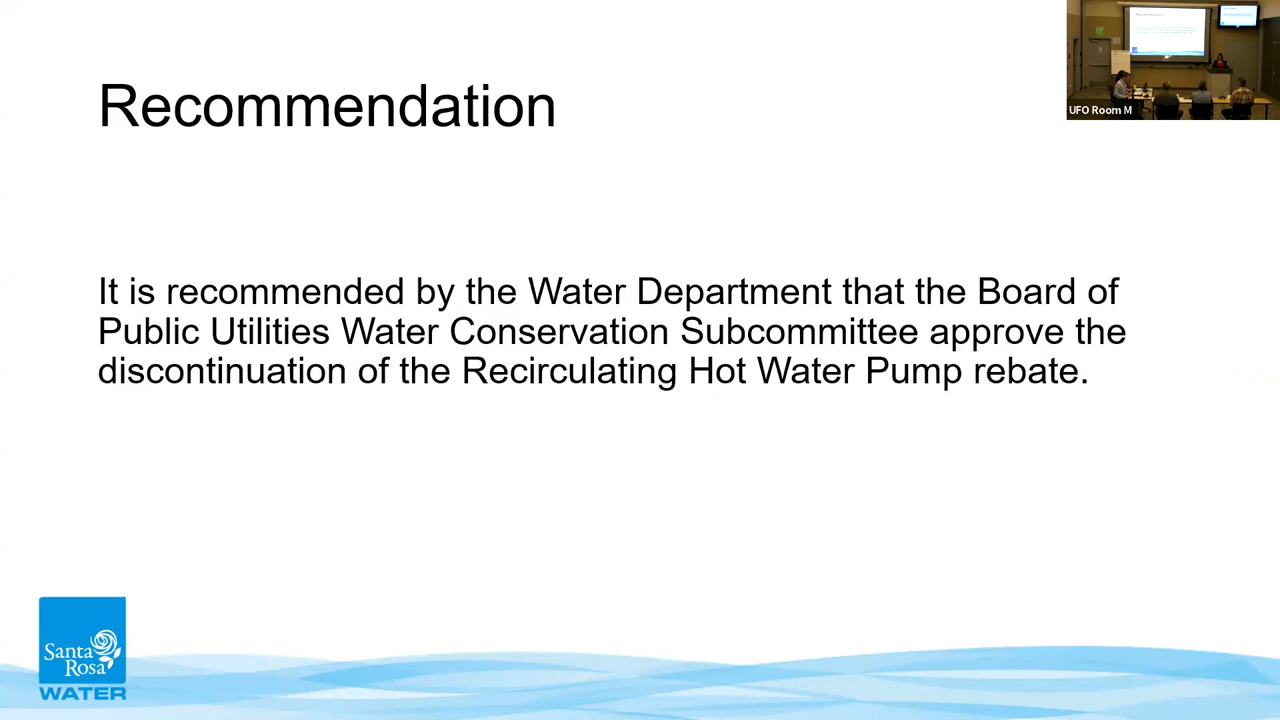 UFO Room M
Recommendation
It is recommended by the Water Department that the Board of
Public Utilities Water Conservation Subcommittee approve the
discontinuation of the Recirculating Hot Water Pump rebate.
Santa
Rosa
WATER